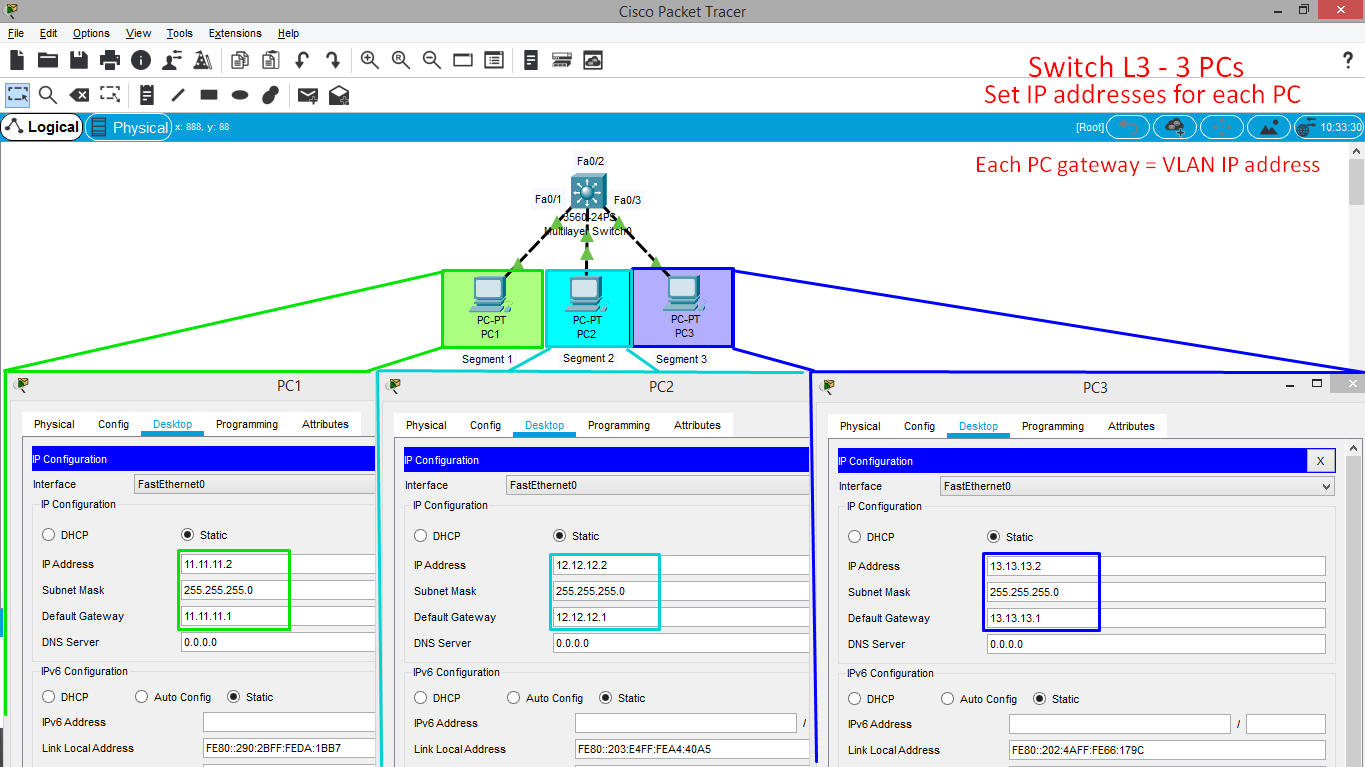 Cisco Packet Tracer
File Edit Options View Tools Extensions Help
?
Switch L3 - 3 PCs
Set IP addresses for each PC
Logical Physical x: 888, y: 88 [Root] 10:33:30
Each PC gateway = VLAN IP address
Fa0/2
Fa0/1 Fa0/3
3560-24PS
Multilayer Switch0
PC-PT PC-PT PC-PT
PC1 PC2 PC3
Segment 1 Segment 2 Segment 3
PC1
Physical Config Desktop Programming Attributes
IP Configuration
Interface FastEthernet0
IP Configuration
DHCP Static
IP Address 11.11.11.2
Subnet Mask 255.255.255.0
Default Gateway 11.11.11.1
DNS Server 0.0.0.0
IPv6 Configuration
DHCP Auto Config Static
IPv6 Address
Link Local Address FE80::290:2BFF:FEDA:1BB7
PC2
Physical Config Desktop Programming Attributes
IP Configuration
Interface FastEthernet0
IP Configuration
DHCP Static
IP Address 12.12.12.2
Subnet Mask 255.255.255.0
Default Gateway 12.12.12.1
DNS Server 0.0.0.0
IPv6 Configuration
DHCP Auto Config Static
IPv6 Address /
Link Local Address FE80::203:E4FF:FEA4:40A5
PC3
Physical Config Desktop Programming Attributes
IP Configuration X
Interface FastEthernet0
IP Configuration
DHCP Static
IP Address 13.13.13.2
Subnet Mask 255.255.255.0
Default Gateway 13.13.13.1
DNS Server 0.0.0.0
IPv6 Configuration
DHCP Auto Config Static
IPv6 Address /
Link Local Address FE80::202:4AFF:FE66:179C